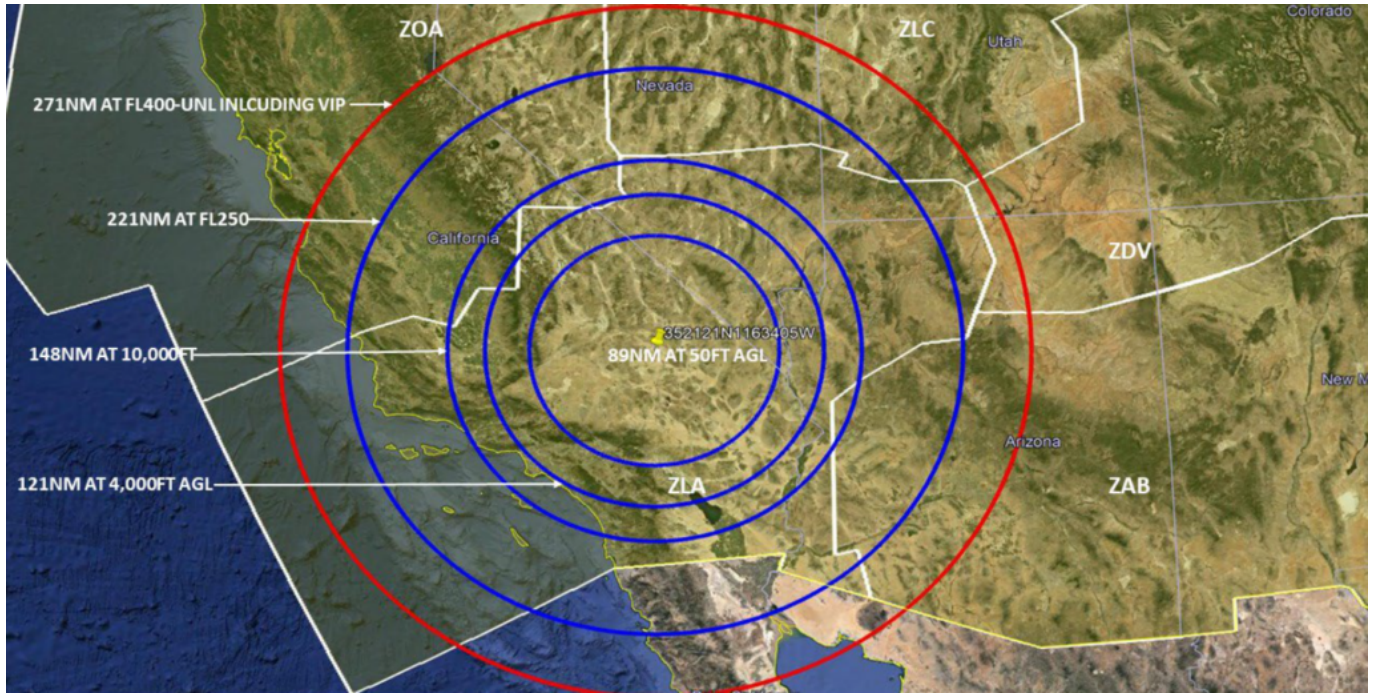 Colorado
ZOA
ZLC
Utah
Nevada
271NM AT FL400-UNL INLCUDING VIP
221NM AT FL250
California
ZDV
352121N1163405W
148NM AT 10,000FT
89NM AT 50FT AGL
New M
Arizona
121NM AT 4,000FT AGL
ZLA
ZAB